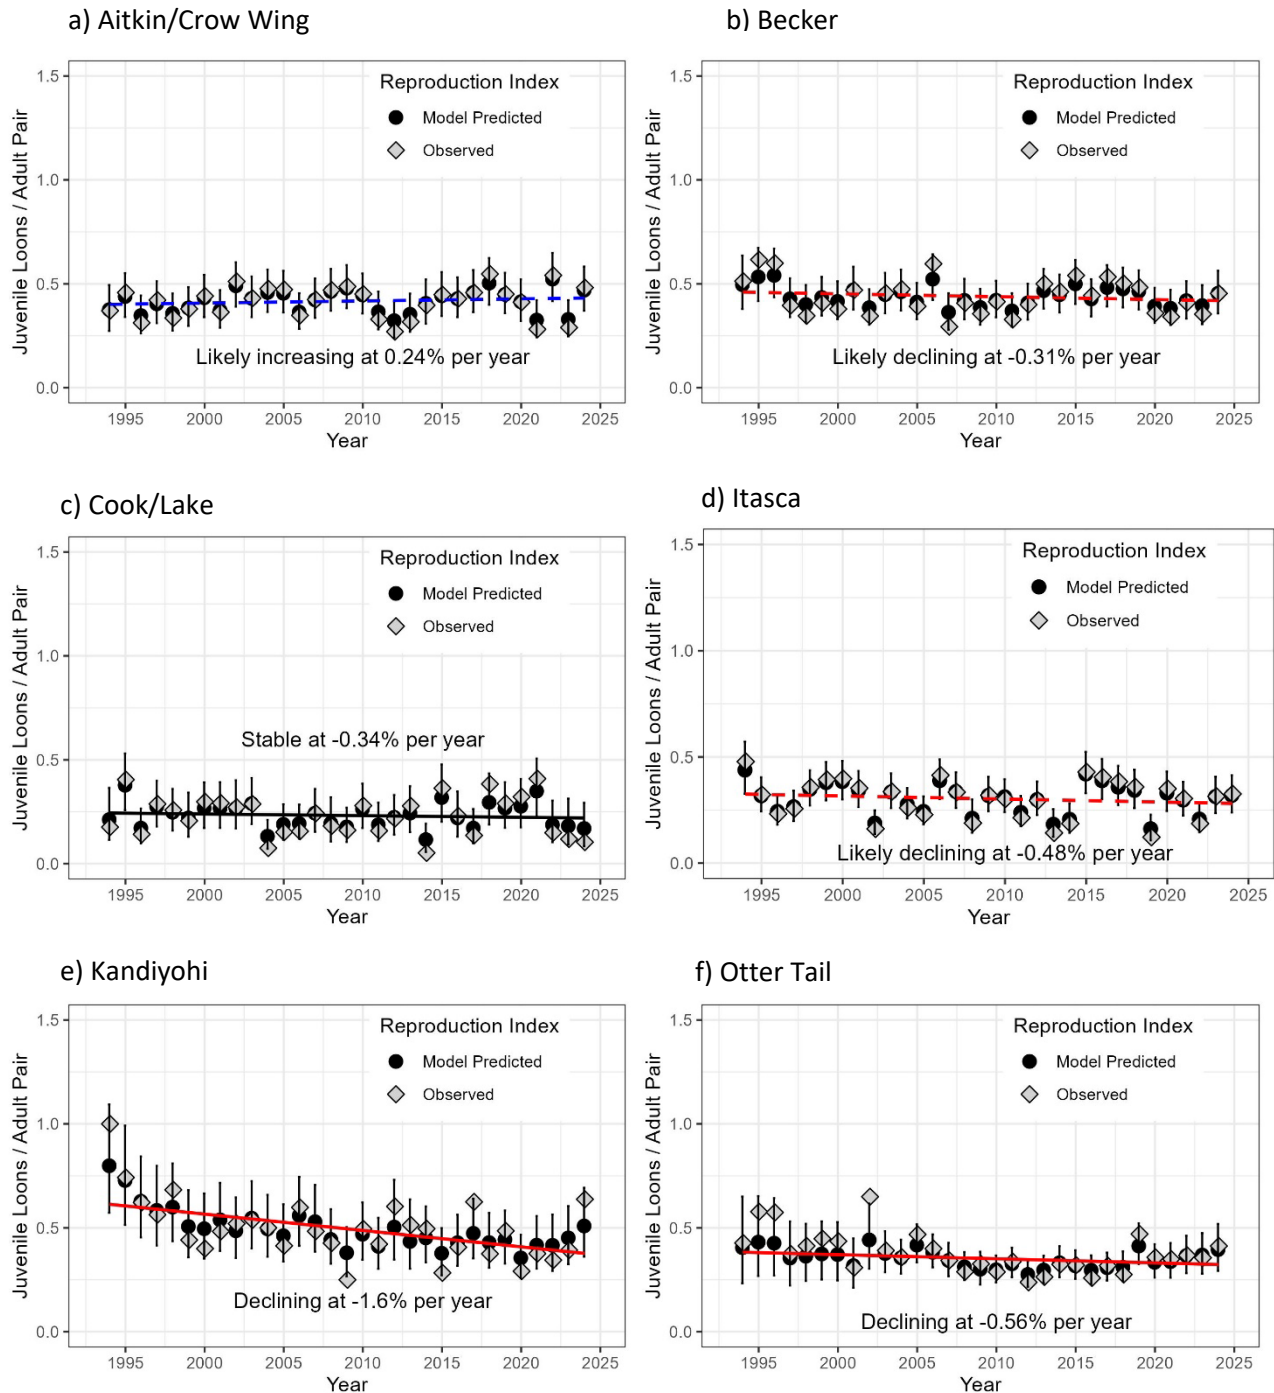 a) Aitkin/Crow Wing
Juvenile Loons / Adult Pair
1.5
1.0
0.5
0.0
Reproduction Index
Model Predicted
Observed
Likely increasing at 0.24% per year
1995 2000 2005 2010 2015 2020 2025
Year
b) Becker
Juvenile Loons / Adult Pair
1.5
1.0
0.5
0.0
Reproduction Index
Model Predicted
Observed
Likely declining at -0.31% per year
1995 2000 2005 2010 2015 2020 2025
Year
c) Cook/Lake
Juvenile Loons / Adult Pair
1.5
1.0
0.5
0.0
Reproduction Index
Model Predicted
Observed
Stable at -0.34% per year
1995 2000 2005 2010 2015 2020 2025
Year
d) Itasca
Juvenile Loons / Adult Pair
1.5
1.0
0.5
0.0
Reproduction Index
Model Predicted
Observed
Likely declining at -0.48% per year
1995 2000 2005 2010 2015 2020 2025
Year
e) Kandiyohi
Juvenile Loons / Adult Pair
1.5
1.0
0.5
0.0
Reproduction Index
Model Predicted
Observed
Declining at -1.6% per year
1995 2000 2005 2010 2015 2020 2025
Year
f) Otter Tail
Juvenile Loons / Adult Pair
1.5
1.0
0.5
0.0
Reproduction Index
Model Predicted
Observed
Declining at -0.56% per year
1995 2000 2005 2010 2015 2020 2025
Year